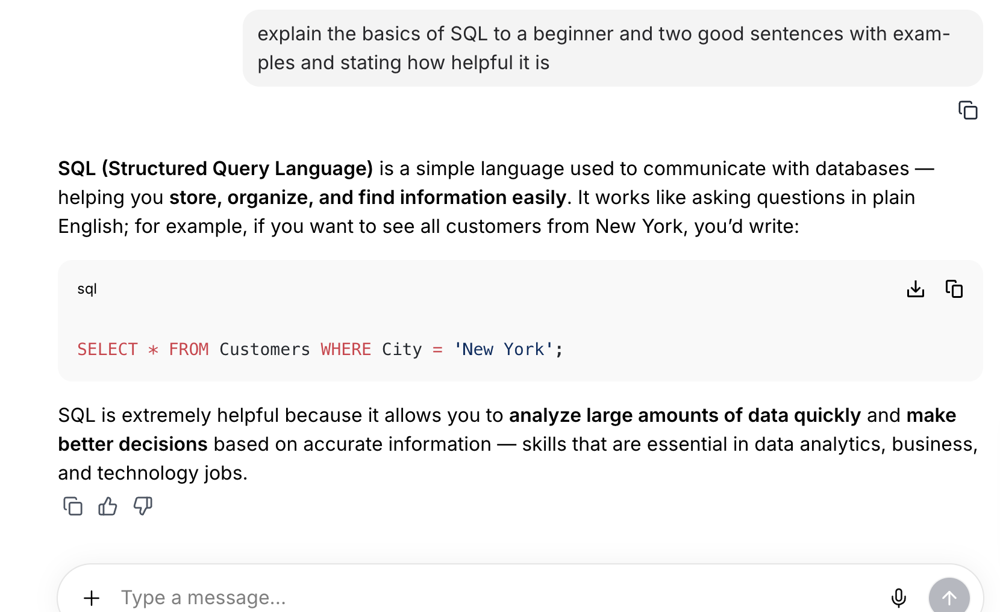 explain the basics of SQL to a beginner and two good sentences with exam-
ples and stating how helpful it is
SQL (Structured Query Language) is a simple language used to communicate with databases —
helping you store, organize, and find information easily. It works like asking questions in plain
English; for example, if you want to see all customers from New York, you’d write:
sql
SELECT * FROM Customers WHERE City = 'New York';
SQL is extremely helpful because it allows you to analyze large amounts of data quickly and make
better decisions based on accurate information — skills that are essential in data analytics, business,
and technology jobs.
Type a message...